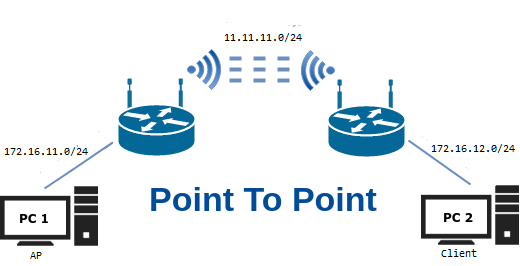 11.11.11.0/24
172.16.11.0/24
172.16.12.0/24
Point To Point
PC 1
PC 2
AP
Client